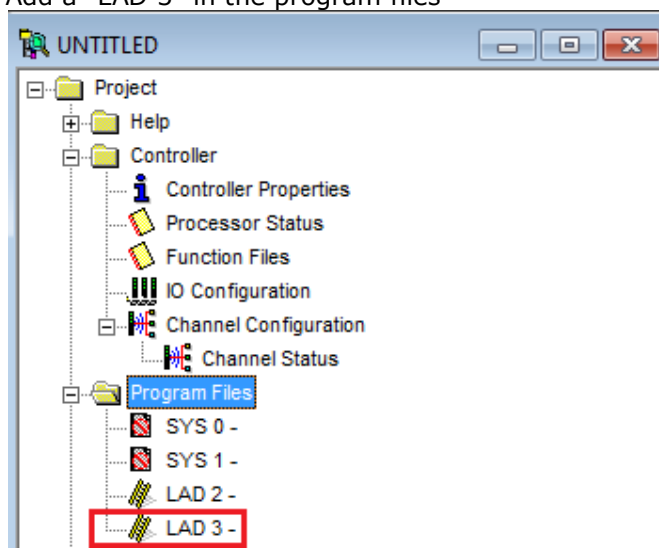 Add a "LAD 3" in the program files
UNTITLED
Project
Help
Controller
Controller Properties
Processor Status
Function Files
IO Configuration
Channel Configuration
Channel Status
Program Files
SYS 0 -
SYS 1 -
LAD 2 -
LAD 3 -